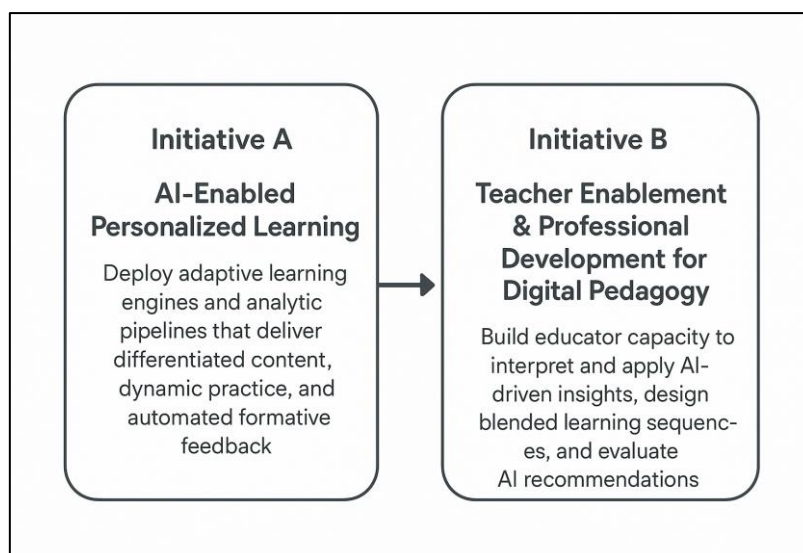 Initiative A
AI-Enabled
Personalized Learning
Deploy adaptive learning
engines and analytic
pipelines that deliver
differentiated content,
dynamic practice, and
automated formative
feedback
Initiative B
Teacher Enablement
& Professional
Development for
Digital Pedagogy
Build educator capacity to
interpret and apply AI-
driven insights, design
blended learning sequenc-
es, and evaluate
AI recommendations